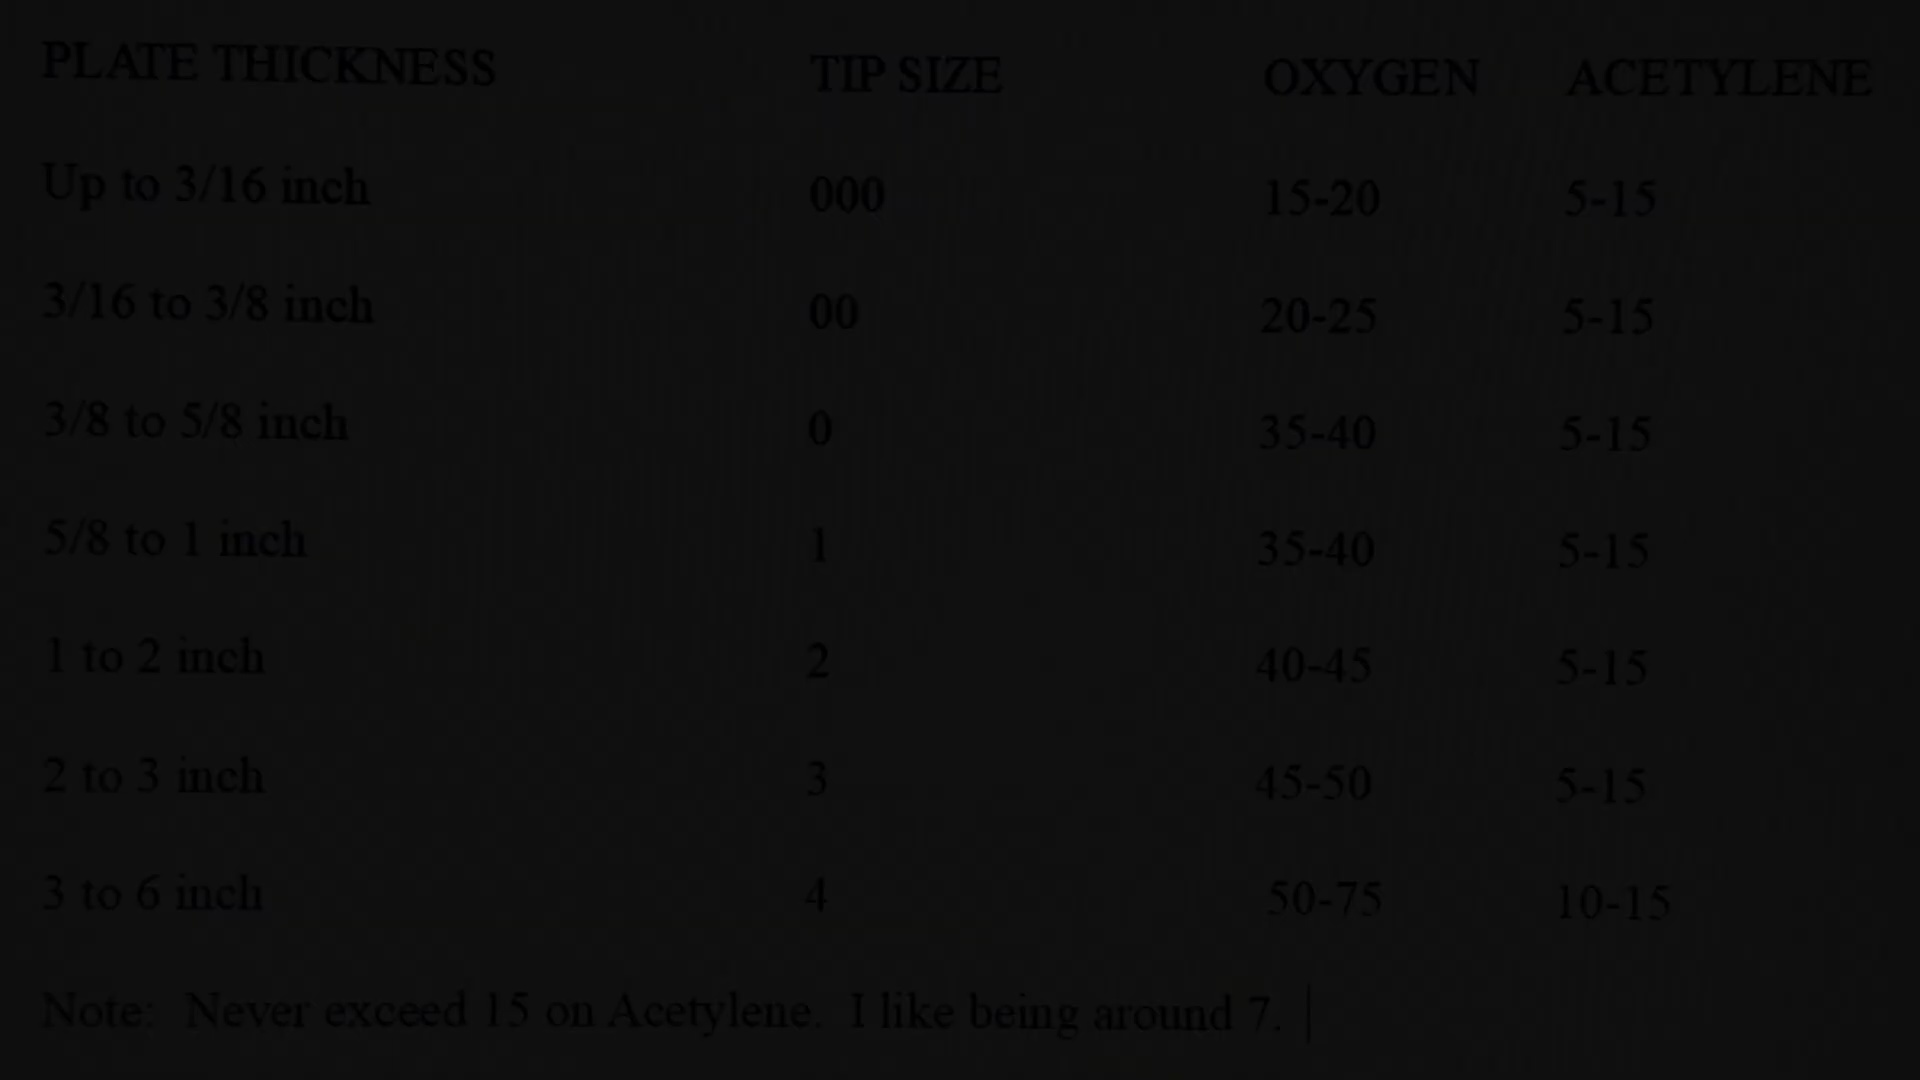 PLATE THICKNESS TIP SIZE OXYGEN ACETYLENE
Up to 3/16 inch 000 15-20 5-15
3/16 to 3/8 inch 00 20-25 5-15
3/8 to 5/8 inch 0 35-40 5-15
5/8 to 1 inch 1 35-40 5-15
1 to 2 inch 2 40-45 5-15
2 to 3 inch 3 45-50 5-15
3 to 6 inch 4 50-75 10-15
Note: Never exceed 15 on Acetylene. I like being around 7.